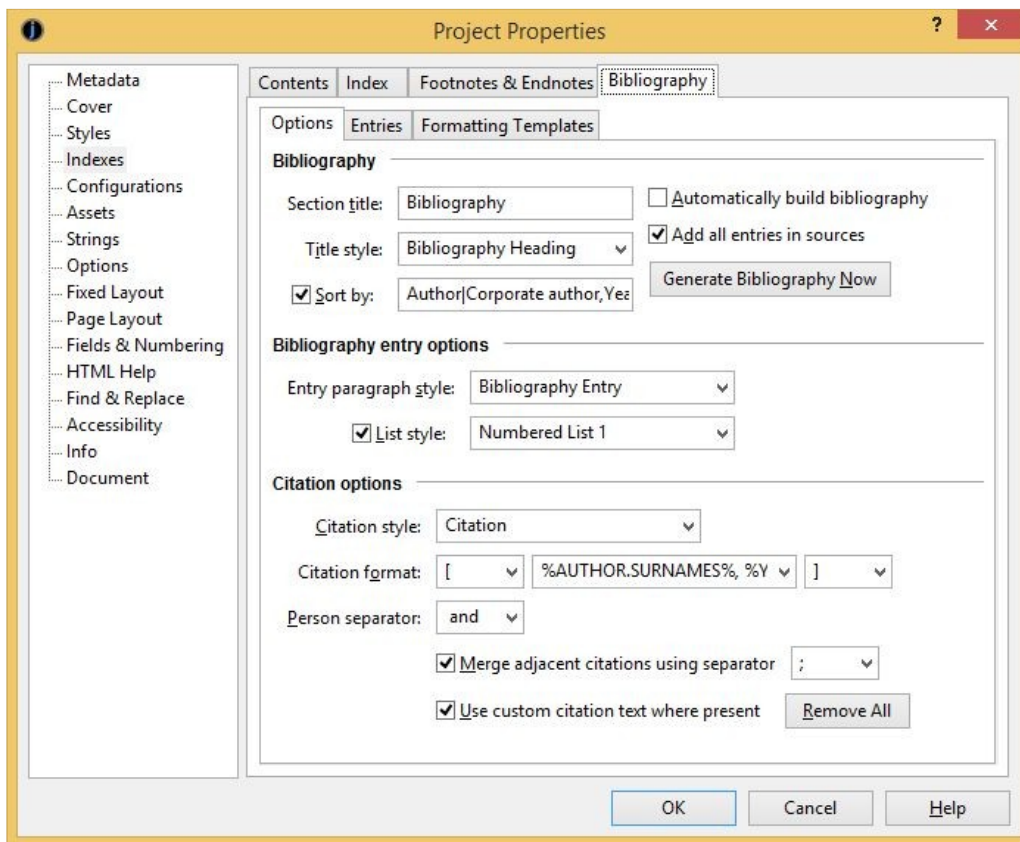 Project Properties
?
Metadata
Cover
Styles
Indexes
Configurations
Assets
Strings
Options
Fixed Layout
Page Layout
Fields & Numbering
HTML Help
Find & Replace
Accessibility
Info
Document
Contents Index Footnotes & Endnotes Bibliography
Options Entries Formatting Templates
Bibliography
Section title: Bibliography Automatically build bibliography
Title style: Bibliography Heading Add all entries in sources
Sort by: Author|Corporate author,Yea Generate Bibliography Now
Bibliography entry options
Entry paragraph style: Bibliography Entry
List style: Numbered List 1
Citation options
Citation style: Citation
Citation format: [ %AUTHOR.SURNAMES%, %Y ]
Person separator: and
Merge adjacent citations using separator ;
Use custom citation text where present Remove All
OK Cancel Help